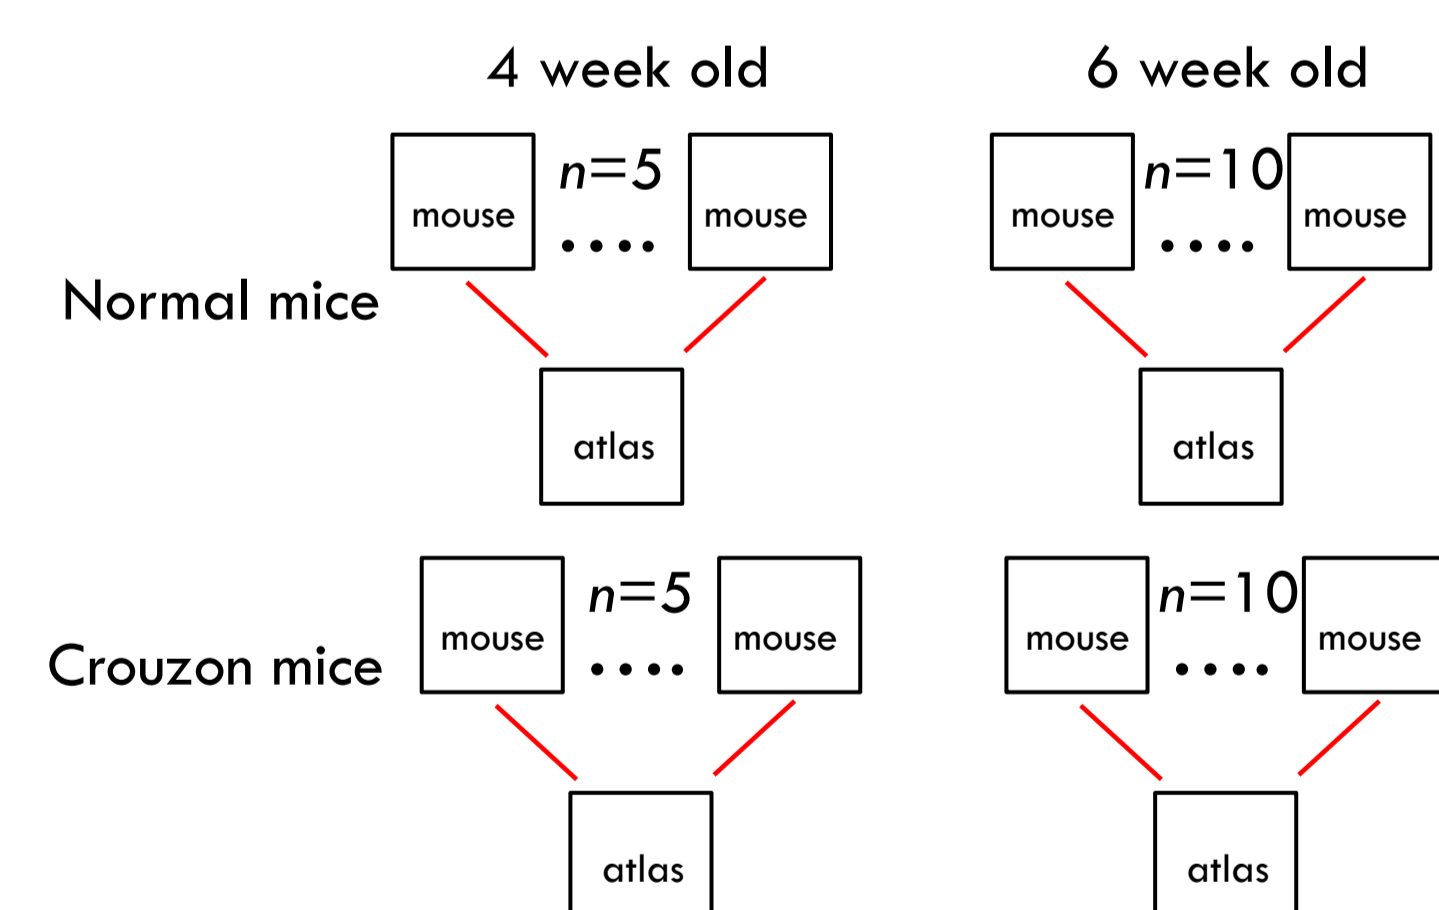 4 week old
6 week old
n=5
n=10
mouse
mouse
mouse
mouse
....
....
Normal mice
atlas
atlas
n=5
n=10
mouse
mouse
mouse
mouse
....
....
Crouzon mice
atlas
atlas